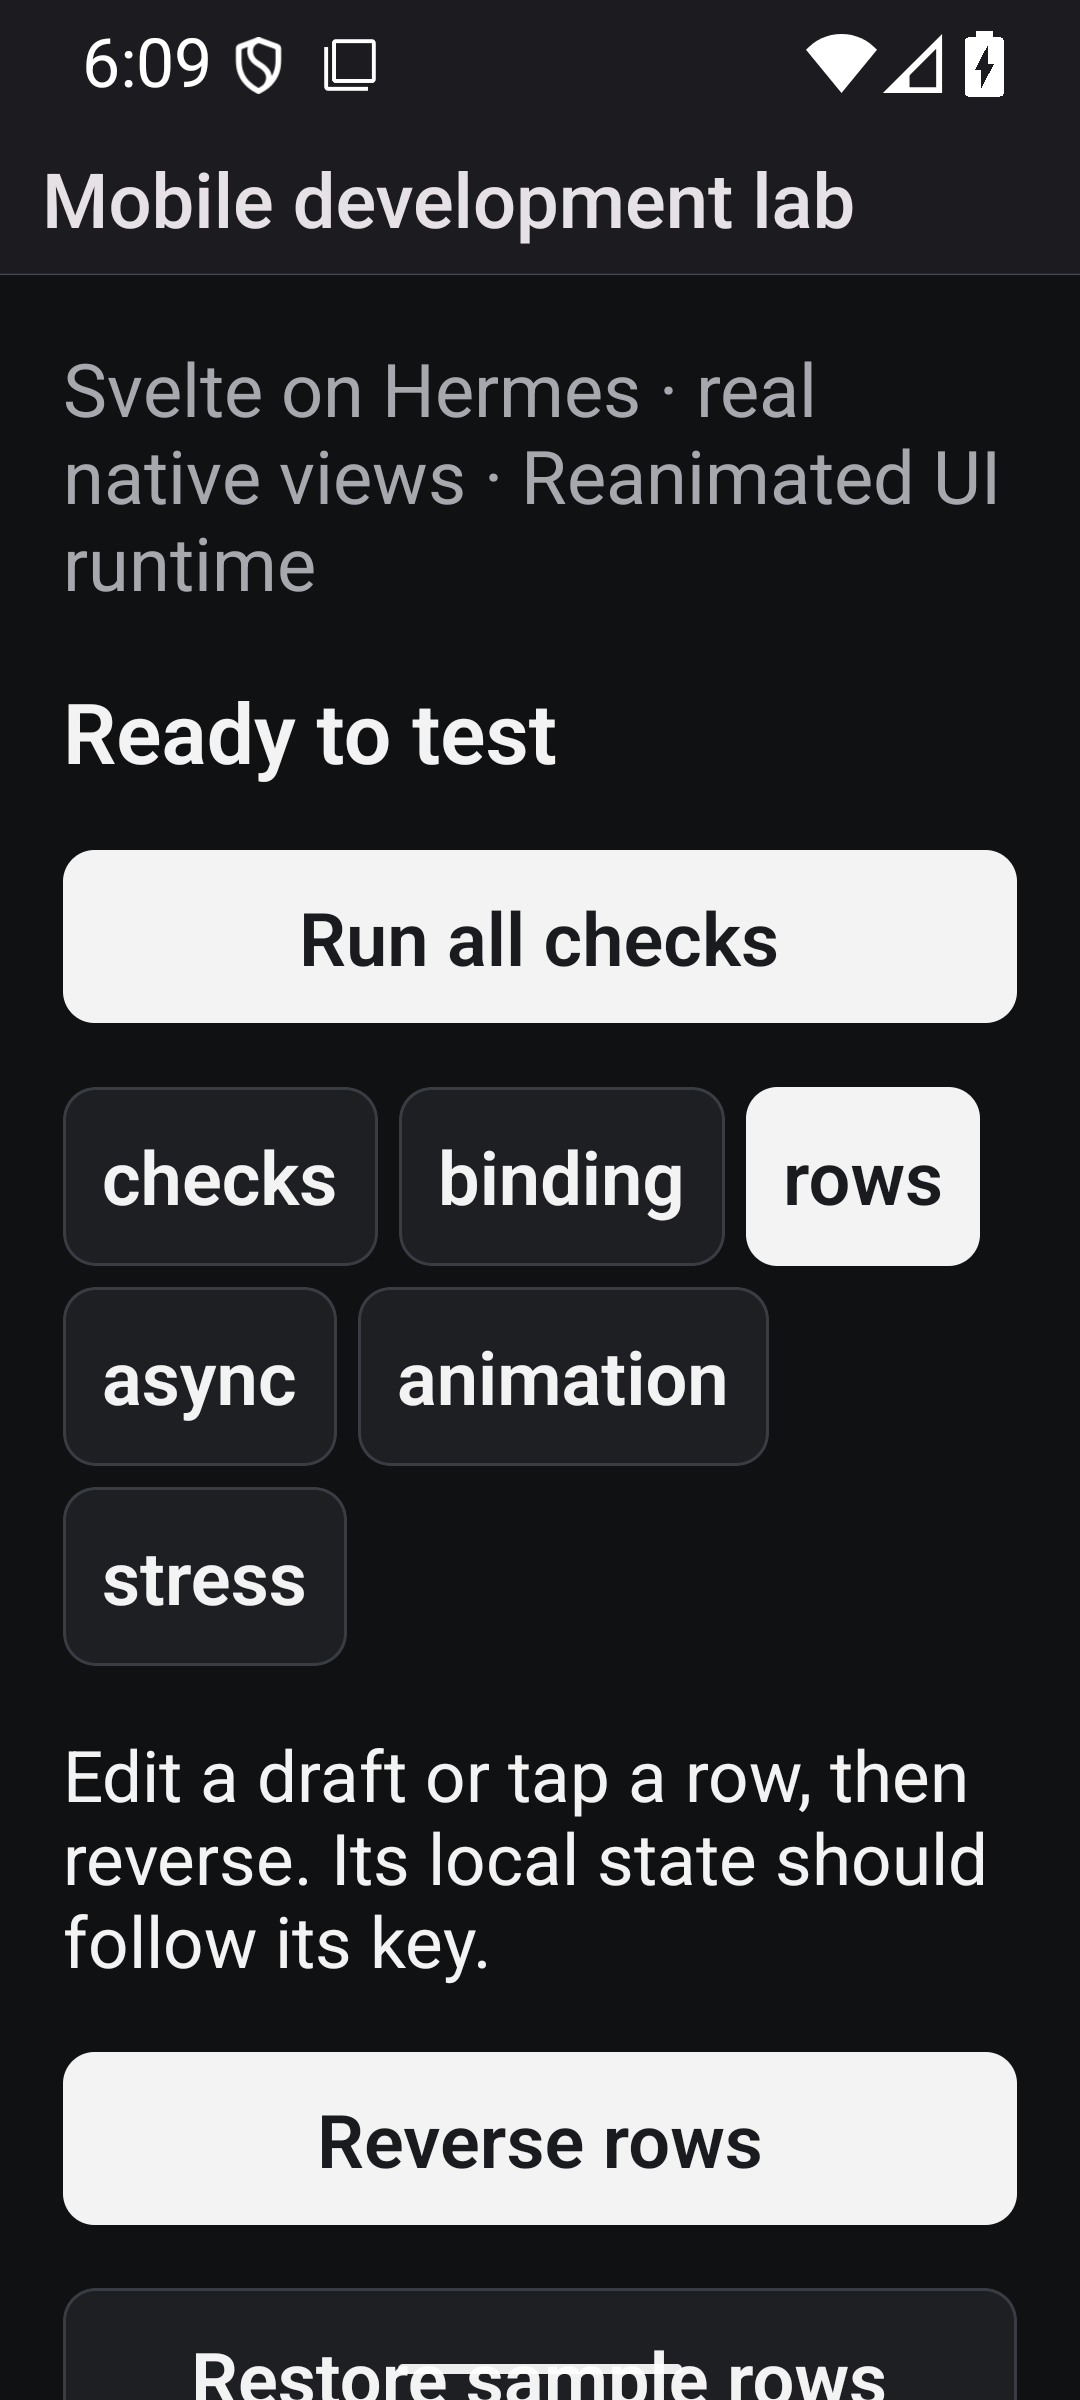 6:09
Mobile development lab
Svelte on Hermes · real
native views · Reanimated UI
runtime
Ready to test
Run all checks
checks binding rows
async animation
stress
Edit a draft or tap a row, then
reverse. Its local state should
follow its key.
Reverse rows
Restore sample rows